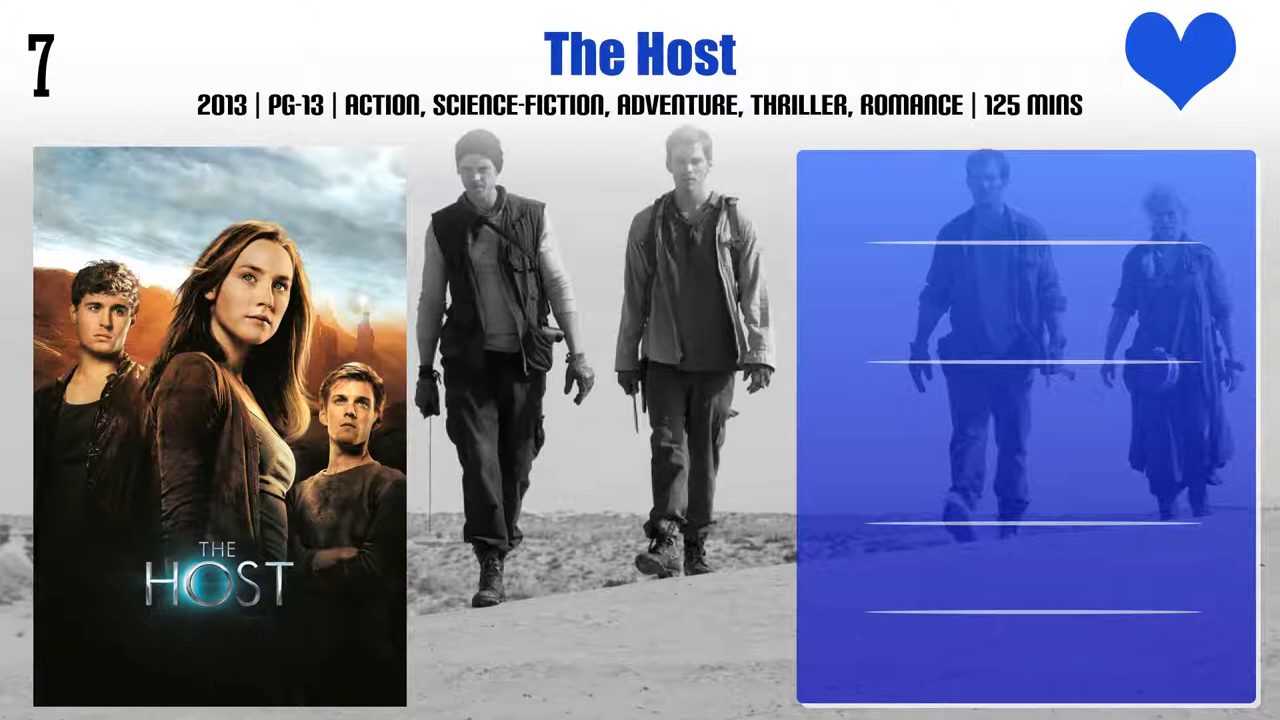 7
The Host
2013 | PG-13 | ACTION, SCIENCE-FICTION, ADVENTURE, THRILLER, ROMANCE | 125 MINS
THE
HOST